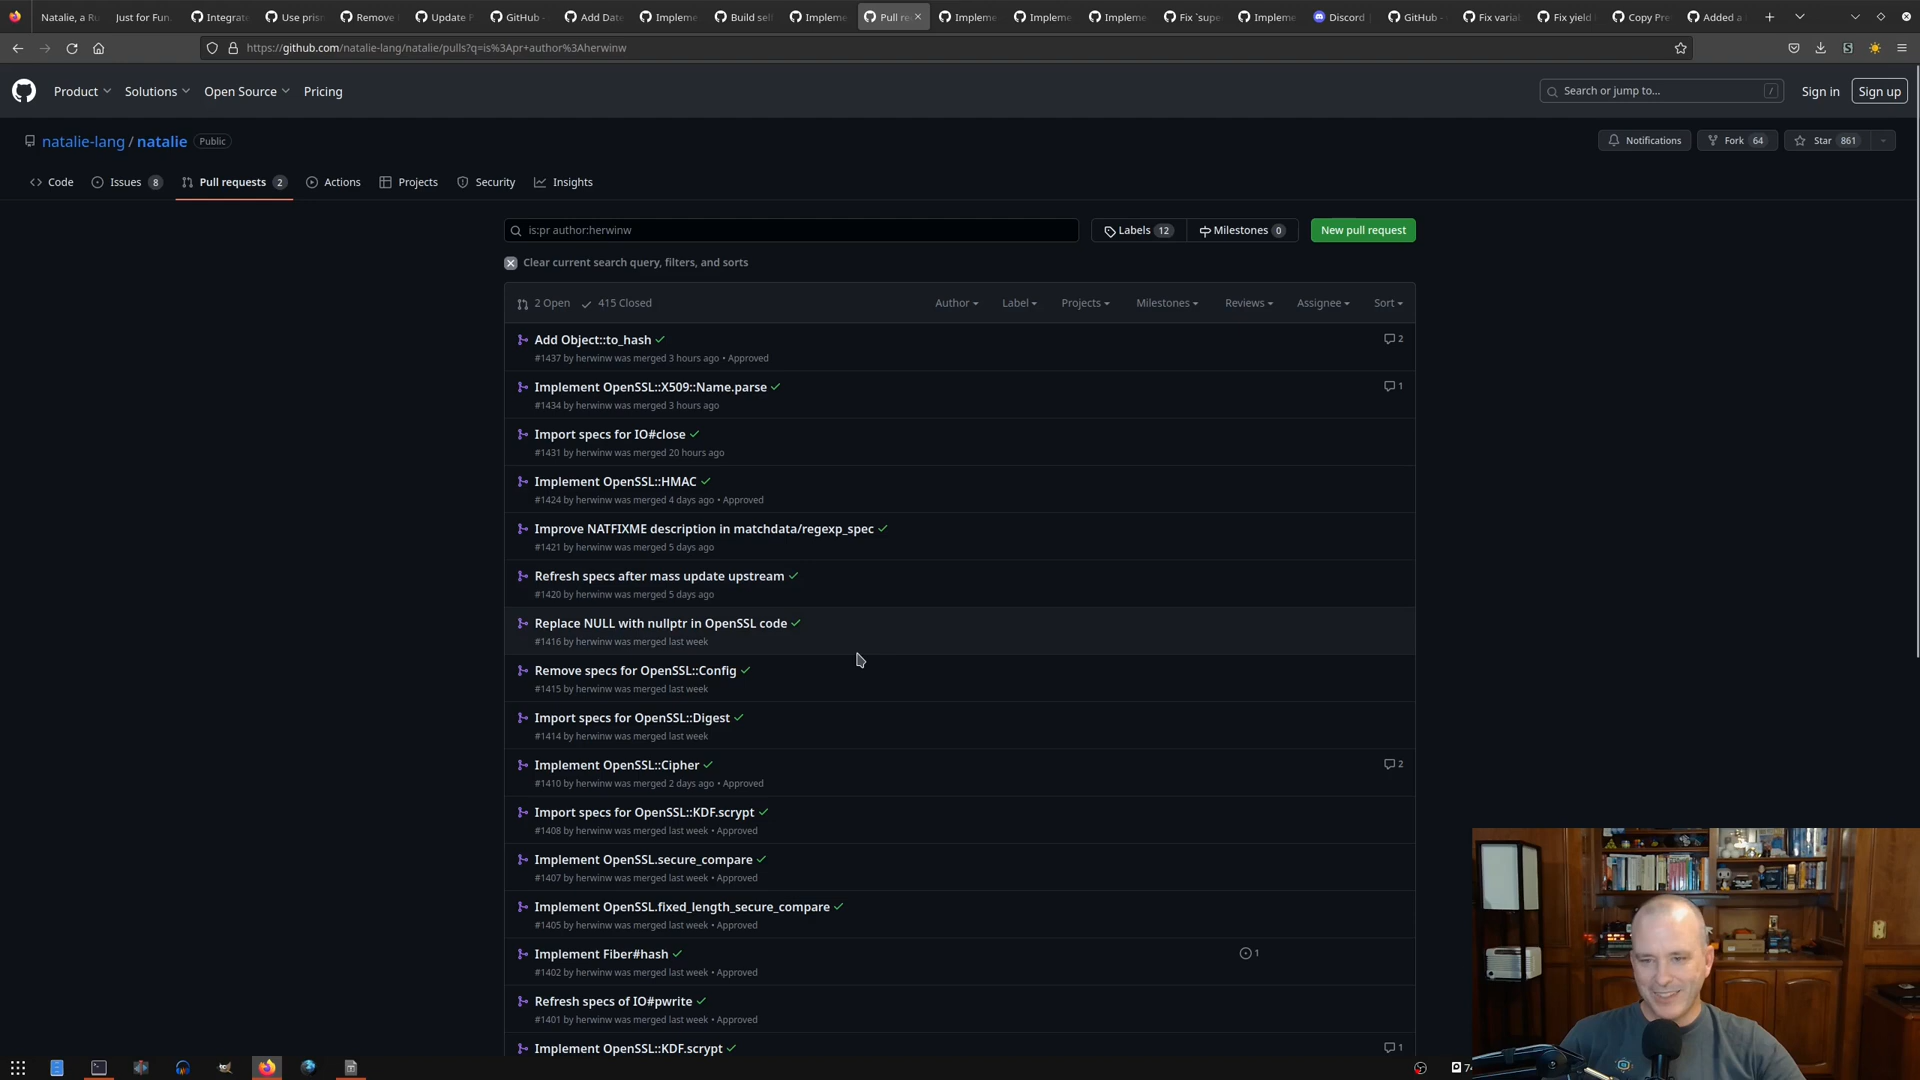 Natalie, a Ru
Just for Fun.
Integrate
Use pris
Remove
Update P
GitHub -
Add Date
Impleme
Build sel
Impleme
Pull re
Impleme
Impleme
Impleme
Fix `supe
Impleme
Discord
GitHub -
Fix varia
Fix yield
Copy Pre
Added a
https://github.com/natalie-lang/natalie/pulls?q=is%3Apr+author%3Aherwinw
Product
Solutions
Open Source
Pricing
Search or jump to...
/
Sign in
Sign up
natalie-lang / natalie
Public
Notifications
Fork 64
Star 861
Code
Issues 8
Pull requests 2
Actions
Projects
Security
Insights
is:pr author:herwinw
Labels 12
Milestones 0
New pull request
Clear current search query, filters, and sorts
2 Open
415 Closed
Author
Label
Projects
Milestones
Reviews
Assignee
Sort
Add Object::to_hash
2
#1437 by herwinw was merged 3 hours ago • Approved
Implement OpenSSL::X509::Name.parse
1
#1434 by herwinw was merged 3 hours ago
Import specs for IO#close
#1431 by herwinw was merged 20 hours ago
Implement OpenSSL::HMAC
#1424 by herwinw was merged 4 days ago • Approved
Improve NATFIXME description in matchdata/regexp_spec
#1421 by herwinw was merged 5 days ago
Refresh specs after mass update upstream
#1420 by herwinw was merged 5 days ago
Replace NULL with nullptr in OpenSSL code
#1416 by herwinw was merged last week
Remove specs for OpenSSL::Config
#1415 by herwinw was merged last week
Import specs for OpenSSL::Digest
#1414 by herwinw was merged last week
Implement OpenSSL::Cipher
2
#1410 by herwinw was merged 2 days ago • Approved
Import specs for OpenSSL::KDF.scrypt
#1408 by herwinw was merged last week • Approved
Implement OpenSSL.secure_compare
#1407 by herwinw was merged last week • Approved
Implement OpenSSL.fixed_length_secure_compare
#1405 by herwinw was merged last week • Approved
Implement Fiber#hash
1
#1402 by herwinw was merged last week • Approved
Refresh specs of IO#pwrite
#1401 by herwinw was merged last week • Approved
Implement OpenSSL::KDF.scrypt
1